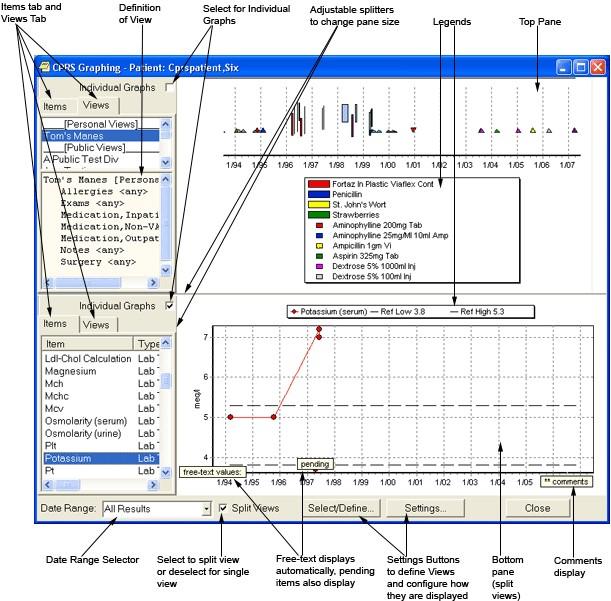 Items tab and
Views Tab
Definition
of View
Select for Individual
Graphs
Adjustable splitters
to change pane size
Legends
Top Pane
CPRS Graphing - Patient: Cprspatient,Six
Individual Graphs
Items
Views
[Personal Views]
Tom's Manes
[Public Views]
A Public Test Div
Tom's Manes [Persona
Allergies <any>
Exams <any>
Medication,Inpati
Medication,Non-VA
Medication,Outpat
Notes <any>
Surgery <any>
1/94 1/95 1/96 1/97 1/98 1/99 1/00 1/01 1/02 1/03 1/04 1/05 1/06 1/07
Fortaz In Plastic Viaflex Cont
Penicillin
St. John's Wort
Strawberries
Aminophylline 200mg Tab
Aminophylline 25mg/Ml 10ml Amp
Ampicillin 1gm Vi
Aspirin 325mg Tab
Dextrose 5% 1000ml Inj
Dextrose 5% 100ml Inj
Individual Graphs
Items
Views
Item Type
Ldl-Chol Calculation Lab T
Magnesium Lab T
Mch Lab T
Mchc Lab T
Mcv Lab T
Osmolarity (serum) Lab T
Osmolarity (urine) Lab T
Plt Lab T
Potassium Lab T
Pt Lab T
Potassium (serum) Ref Low 3.8 Ref High 5.3
7
6
5
4
meq/l
free-text values:
pending
1/94 1/95 1/96 1/97 1/98 1/99 1/00 1/01 1/02 1/03 1/04 1/05
** comments
Date Range:
All Results
Split Views
Select/Define...
Settings...
Close
Date Range Selector
Select to split view
or deselect for single
view
Free-text displays
automatically, pending
items also display
Settings Buttons
to define Views
and configure how
they are displayed
Bottom
pane
(split
views)
Comments
display